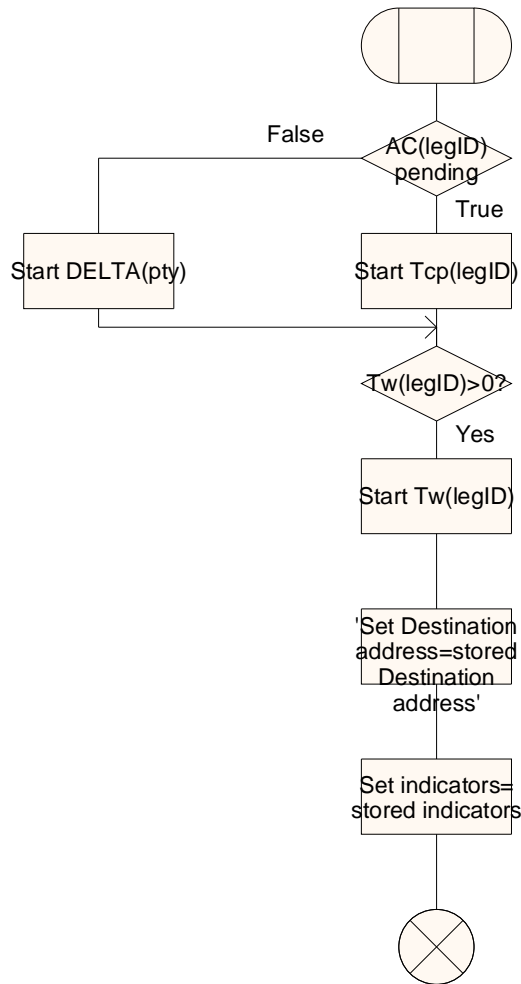 False
AC(legID)
pending
True
Start DELTA(pty)
Start Tcp(legID)
Tw(legID)>0?
Yes
Start Tw(legID)
'Set Destination
address=stored
Destination
address'
Set indicators=
stored indicators